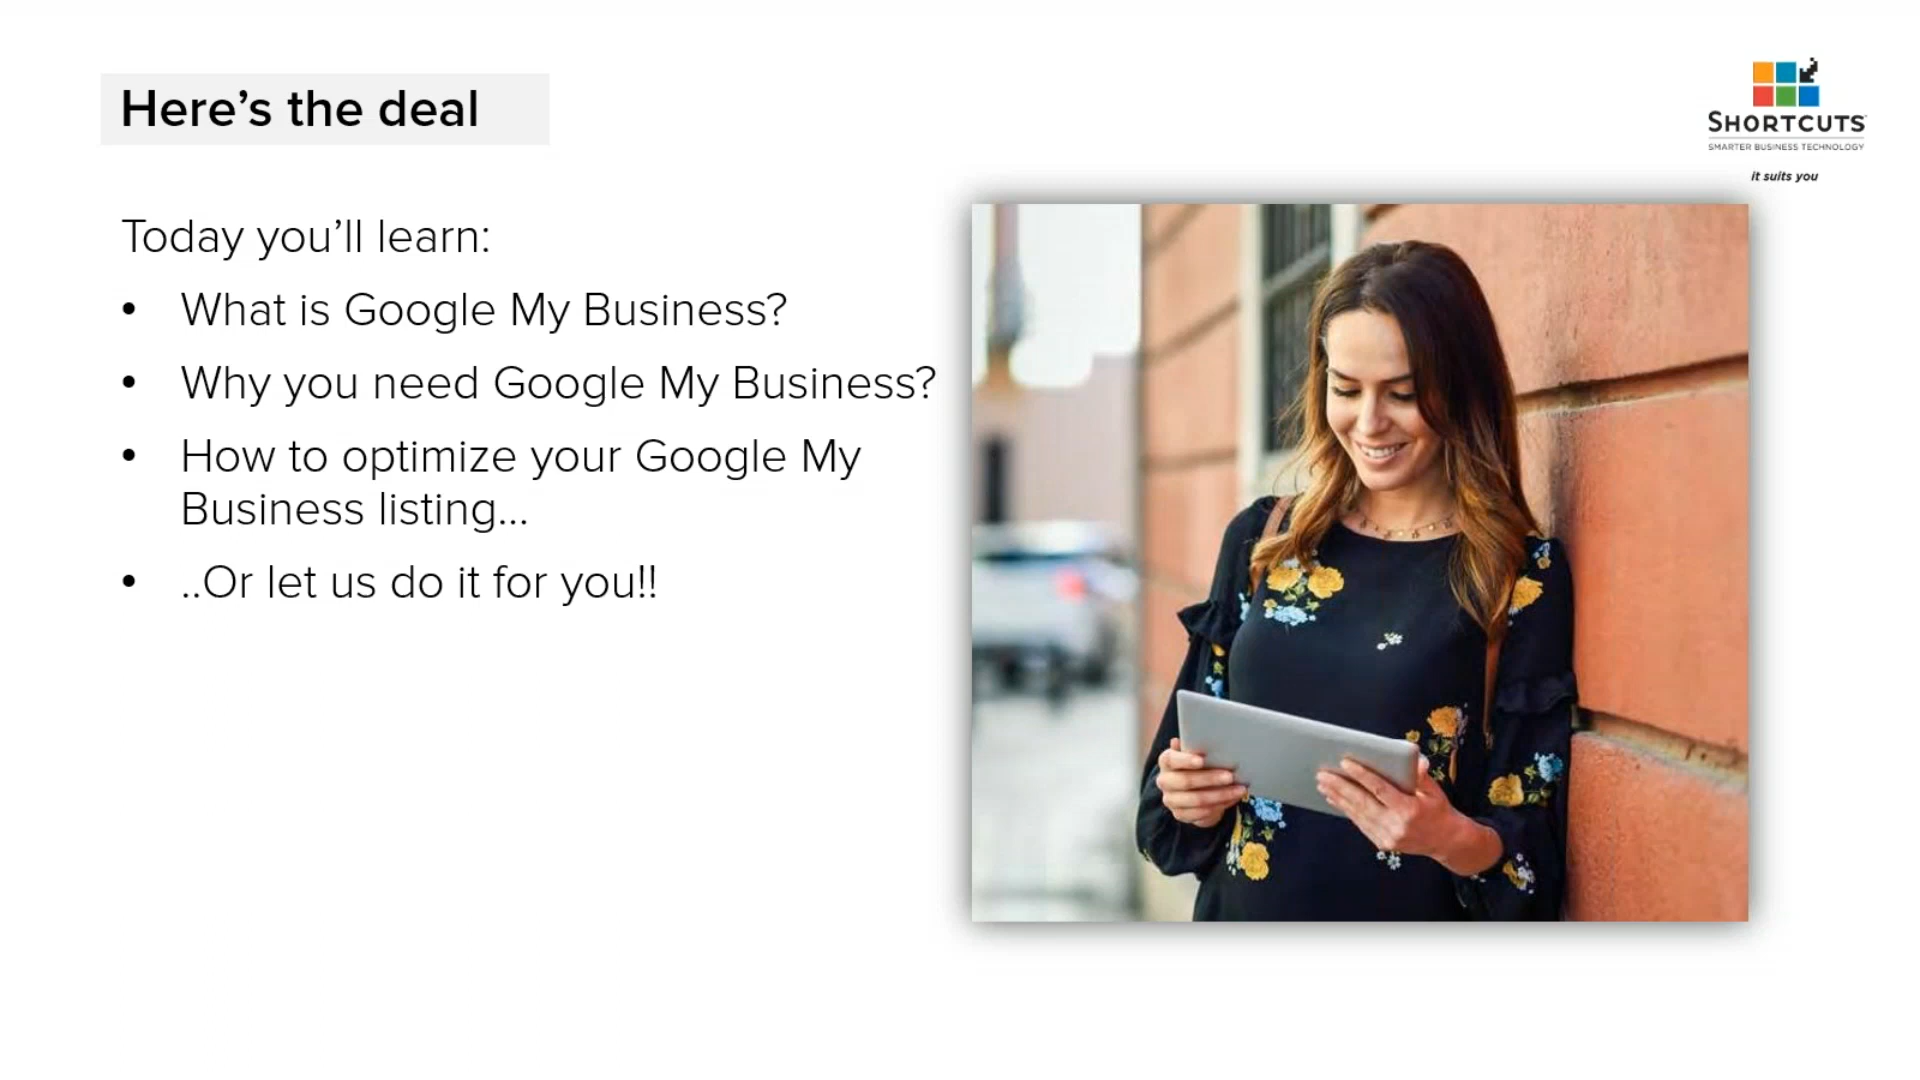 Here’s the deal
SHORTCUTS
SMARTER BUSINESS TECHNOLOGY
it suits you
Today you’ll learn:
• What is Google My Business?
• Why you need Google My Business?
• How to optimize your Google My
Business listing...
• ..Or let us do it for you!!